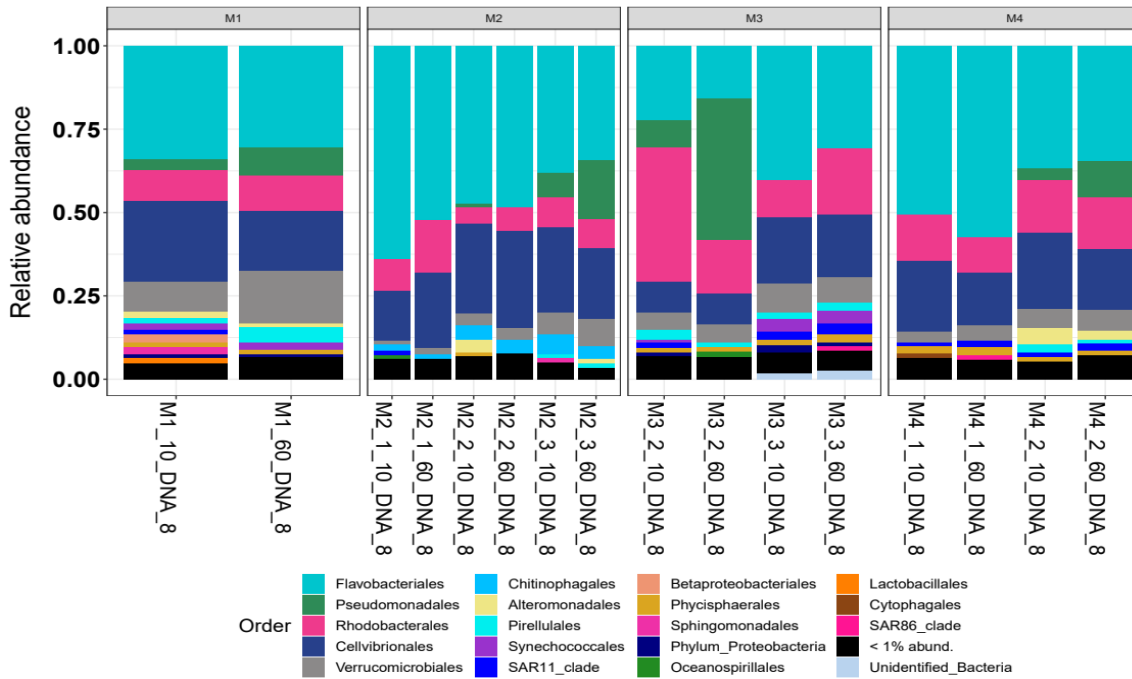 M1 M2 M3 M4
Relative abundance
1.00
0.75
0.50
0.25
0.00
M1_10_DNA_8
M1_60_DNA_8
M2_1_10_DNA_8
M2_1_60_DNA_8
M2_2_10_DNA_8
M2_2_60_DNA_8
M2_3_10_DNA_8
M2_3_60_DNA_8
M3_2_10_DNA_8
M3_2_60_DNA_8
M3_3_10_DNA_8
M3_3_60_DNA_8
M4_1_10_DNA_8
M4_1_60_DNA_8
M4_2_10_DNA_8
M4_2_60_DNA_8
Order
Flavobacteriales
Pseudomonadales
Rhodobacterales
Cellvibrionales
Verrucomicrobiales
Chitinophagales
Alteromonadales
Pirellulales
Synechococcales
SAR11_clade
Betaproteobacteriales
Phycisphaerales
Sphingomonadales
Phylum_Proteobacteria
Oceanospirillales
Lactobacillales
Cytophagales
SAR86_clade
< 1% abund.
Unidentified_Bacteria